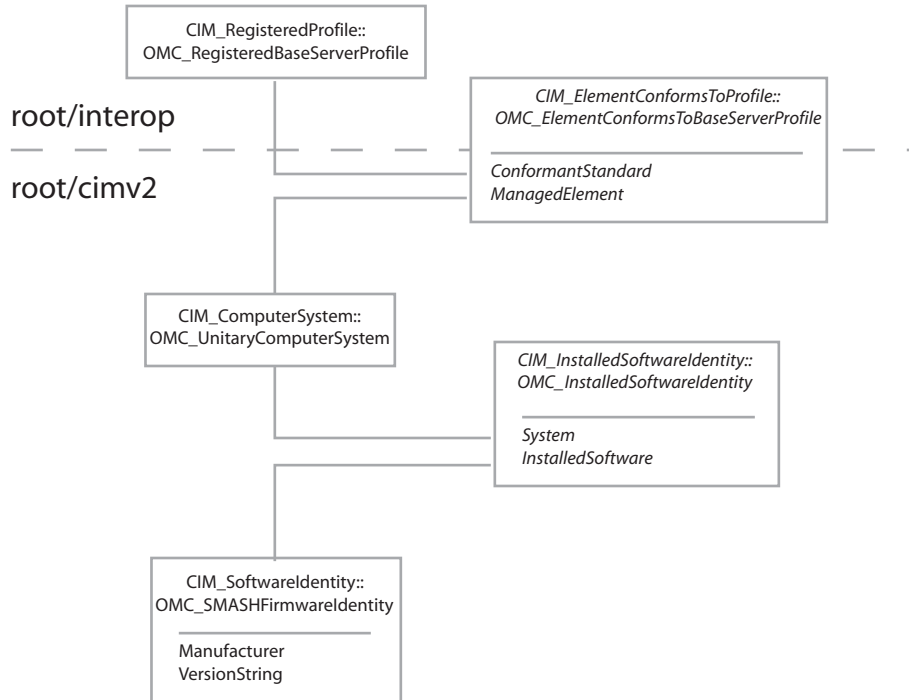 CIM_RegisteredProfile::
OMC_RegisteredBaseServerProfile
CIM_ElementConformsToProfile::
OMC_ElementConformsToBaseServerProfile
root/interop
ConformantStandard
ManagedElement
root/cimv2
CIM_ComputerSystem::
OMC_UnitaryComputerSystem
CIM_InstalledSoftwareIdentity::
OMC_InstalledSoftwareIdentity
System
InstalledSoftware
CIM_SoftwareIdentity::
OMC_SMASHFirmwareIdentity
Manufacturer
VersionString